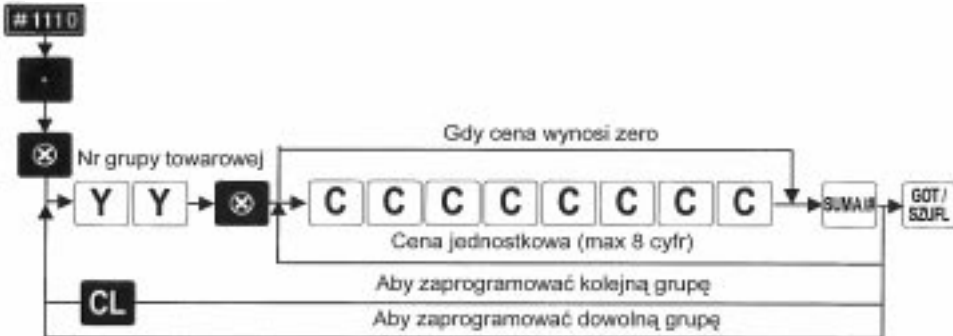 #1110
.
⊗
Gdy cena wynosi zero
Nr grupy towarowej
Y Y ⊗ C C C C C C C C SUMA/# GOT / SZUFL
Cena jednostkowa (max 8 cyfr)
Aby zaprogramować kolejną grupę
CL
Aby zaprogramować dowolną grupę